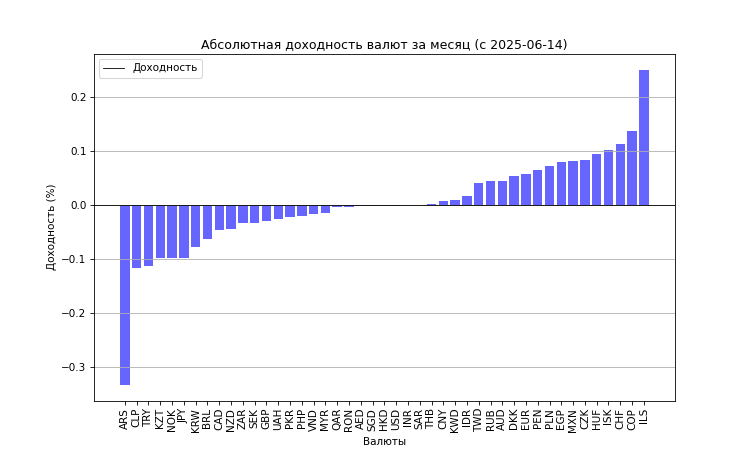 Абсолютная доходность валют за месяц (с 2025-06-14)
Доходность
Доходность (%)
0.2
0.1
0.0
−0.1
−0.2
−0.3
ARS
CLP
TRY
KZT
NOK
JPY
KRW
BRL
CAD
NZD
ZAR
SEK
GBP
UAH
PKR
PHP
VND
MYR
QAR
RON
AED
SGD
HKD
USD
INR
SAR
THB
CNY
KWD
IDR
TWD
RUB
AUD
DKK
EUR
PEN
PLN
EGP
MXN
CZK
HUF
ISK
CHF
COP
ILS
Валюты